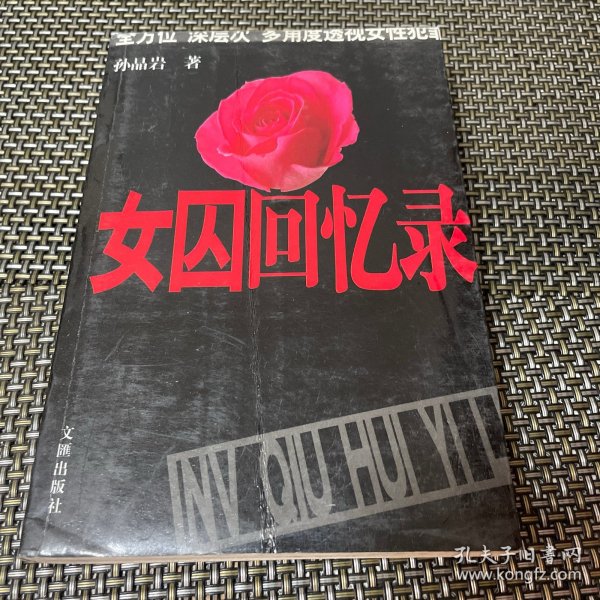 全方位 深层次 多角度透视女性犯罪
孙晶岩 著
女囚回忆录
NV QIU HUI YI L
文匯出版社
孔夫子旧书网
www.kongfz.com